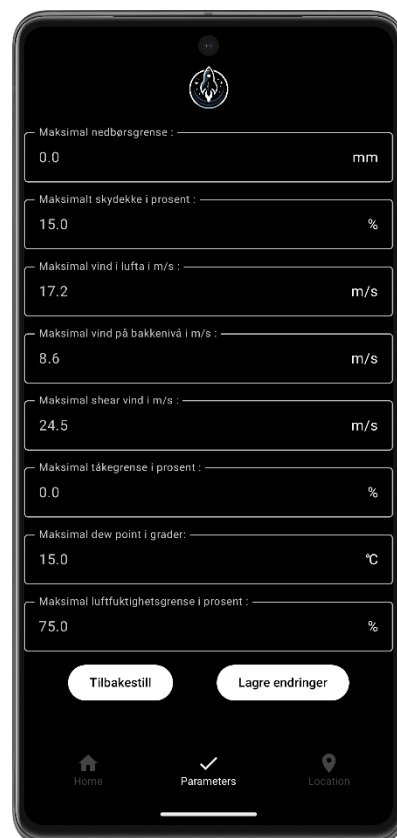 Maksimal nedbørsgrense :
0.0 mm
Maksimalt skydekke i prosent :
15.0 %
Maksimal vind i lufta i m/s :
17.2 m/s
Maksimal vind på bakkenivå i m/s :
8.6 m/s
Maksimal shear vind i m/s :
24.5 m/s
Maksimal tåkegrense i prosent :
0.0 %
Maksimal dew point i grader:
15.0 °C
Maksimal luftfuktighetsgrense i prosent :
75.0 %
Tilbakestill Lagre endringer
Home Parameters Location